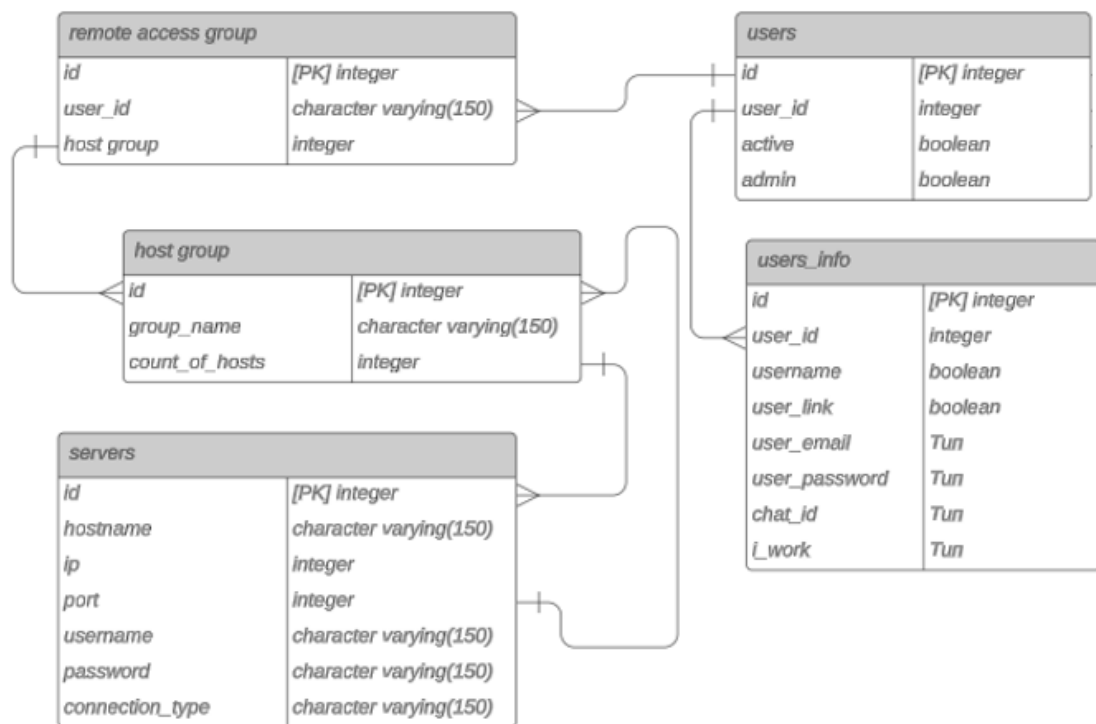 remote access group
id [PK] integer
user_id character varying(150)
host group integer
users
id [PK] integer
user_id integer
active boolean
admin boolean
host group
id [PK] integer
group_name character varying(150)
count_of_hosts integer
users_info
id [PK] integer
user_id integer
username boolean
user_link boolean
user_email Тип
user_password Тип
chat_id Тип
i_work Тип
servers
id [PK] integer
hostname character varying(150)
ip integer
port integer
username character varying(150)
password character varying(150)
connection_type character varying(150)